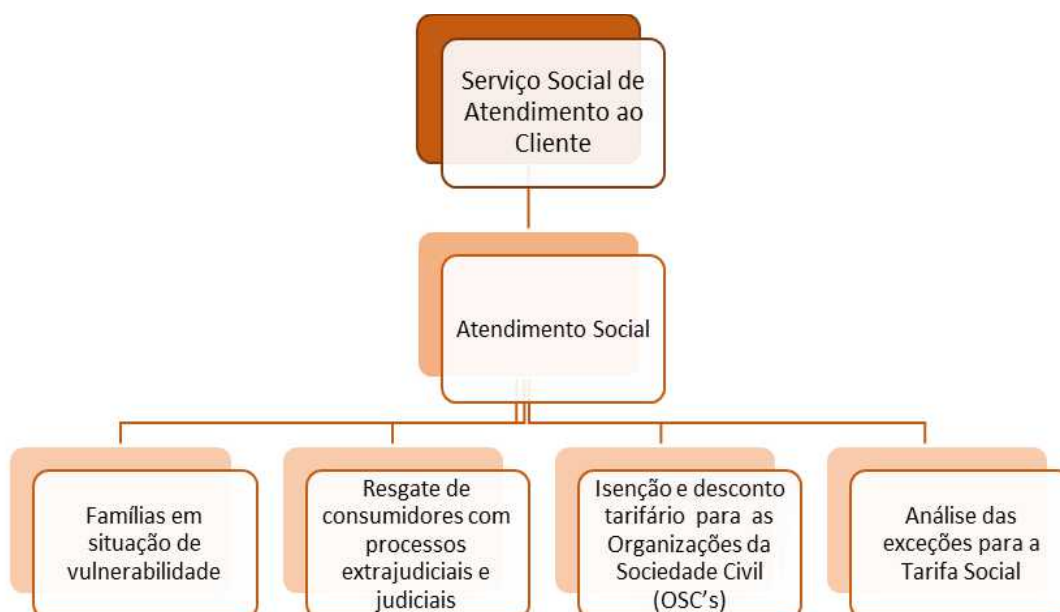 Serviço Social de
Atendimento ao
Cliente
Atendimento Social
Famílias em
situação de
vulnerabilidade
Resgate de
consumidores com
processos
extrajudiciais e
judiciais
Isenção e desconto
tarifário para as
Organizações da
Sociedade Civil
(OSC's)
Análise das
exceções para a
Tarifa Social